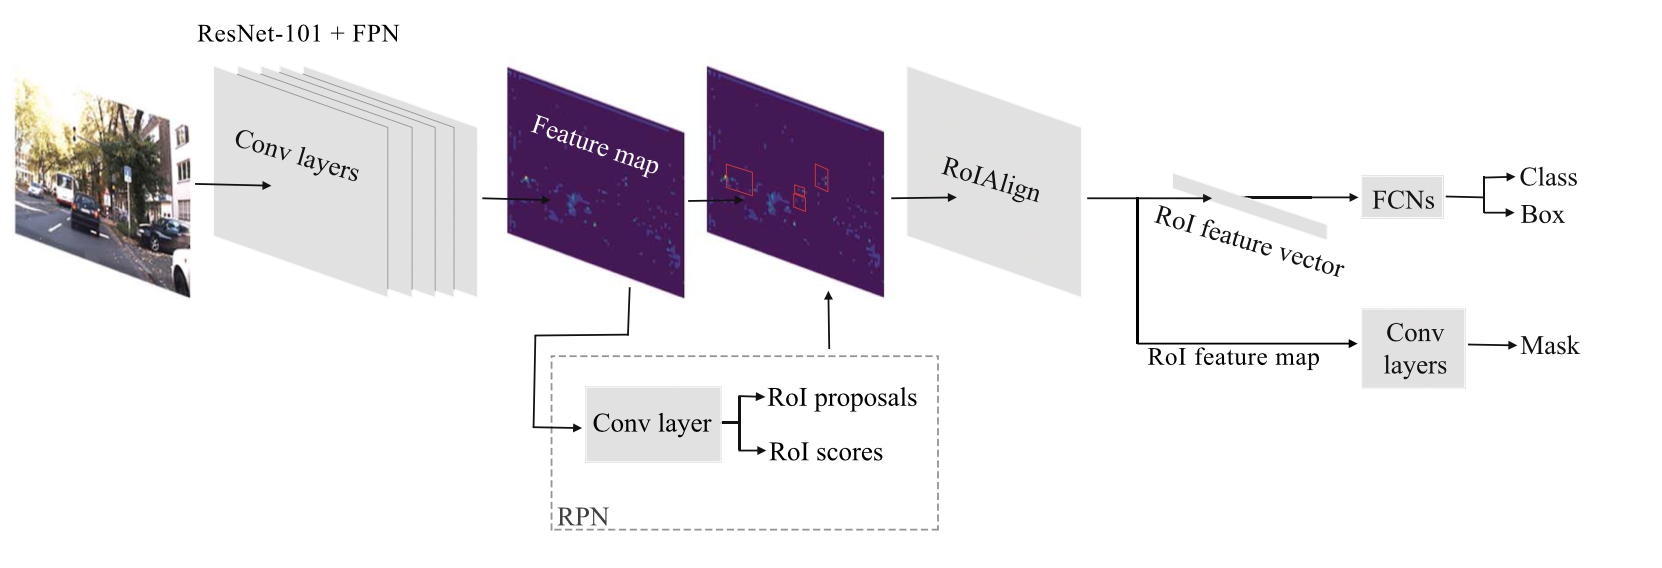 ResNet-101 + FPN
Conv layers
Feature map
RoIAlign
RoI feature vector
FCNs
Class
Box
RoI feature map
Conv
layers
Mask
Conv layer
RoI proposals
RoI scores
RPN